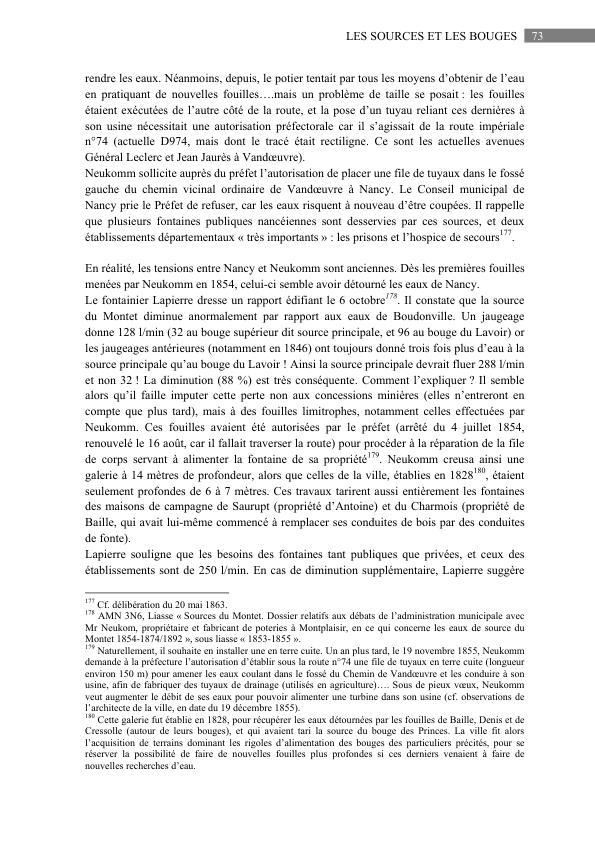 LES SOURCES ET LES BOUGES 73
rendre les eaux. Néanmoins, depuis, le potier tentait par tous les moyens d’obtenir de l’eau
en pratiquant de nouvelles fouilles….mais un problème de taille se posait : les fouilles
étaient exécutées de l’autre côté de la route, et la pose d’un tuyau reliant ces dernières à
son usine nécessitait une autorisation préfectorale car il s’agissait de la route impériale
n°74 (actuelle D974, mais dont le tracé était rectiligne. Ce sont les actuelles avenues
Général Leclerc et Jean Jaurès à Vandœuvre).
Neukomm sollicite auprès du préfet l’autorisation de placer une file de tuyaux dans le fossé
gauche du chemin vicinal ordinaire de Vandœuvre à Nancy. Le Conseil municipal de
Nancy prie le Préfet de refuser, car les eaux risquent à nouveau d’être coupées. Il rappelle
que plusieurs fontaines publiques nancéiennes sont desservies par ces sources, et deux
établissements départementaux « très importants » : les prisons et l’hospice de secours177.
En réalité, les tensions entre Nancy et Neukomm sont anciennes. Dès les premières fouilles
menées par Neukomm en 1854, celui-ci semble avoir détourné les eaux de Nancy.
Le fontainier Lapierre dresse un rapport édifiant le 6 octobre178. Il constate que la source
du Montet diminue anormalement par rapport aux eaux de Boudonville. Un jaugeage
donne 128 l/min (32 au bouge supérieur dit source principale, et 96 au bouge du Lavoir) or
les jaugeages antérieures (notamment en 1846) ont toujours donné trois fois plus d’eau à la
source principale qu’au bouge du Lavoir ! Ainsi la source principale devrait fluer 288 l/min
et non 32 ! La diminution (88 %) est très conséquente. Comment l’expliquer ? Il semble
alors qu’il faille imputer cette perte non aux concessions minières (elles n’entreront en
compte que plus tard), mais à des fouilles limitrophes, notamment celles effectuées par
Neukomm. Ces fouilles avaient été autorisées par le préfet (arrêté du 4 juillet 1854,
renouvelé le 16 août, car il fallait traverser la route) pour procéder à la réparation de la file
de corps servant à alimenter la fontaine de sa propriété179. Neukomm creusa ainsi une
galerie à 14 mètres de profondeur, alors que celles de la ville, établies en 1828180, étaient
seulement profondes de 6 à 7 mètres. Ces travaux tarirent aussi entièrement les fontaines
des maisons de campagne de Saurupt (propriété d’Antoine) et du Charmois (propriété de
Baille, qui avait lui-même commencé à remplacer ses conduites de bois par des conduites
de fonte).
Lapierre souligne que les besoins des fontaines tant publiques que privées, et ceux des
établissements sont de 250 l/min. En cas de diminution supplémentaire, Lapierre suggère
177 Cf. délibération du 20 mai 1863.
178 AMN 3N6, Liasse « Sources du Montet. Dossier relatifs aux débats de l’administration municipale avec
Mr Neukom, propriétaire et fabricant de poteries à Montplaisir, en ce qui concerne les eaux de source du
Montet 1854-1874/1892 », sous liasse « 1853-1855 ».
179 Naturellement, il souhaite en installer une en terre cuite. Un an plus tard, le 19 novembre 1855, Neukomm
demande à la préfecture l’autorisation d’établir sous la route n°74 une file de tuyaux en terre cuite (longueur
environ 150 m) pour amener les eaux coulant dans le fossé du Chemin de Vandœuvre et les conduire à son
usine, afin de fabriquer des tuyaux de drainage (utilisés en agriculture)…. Sous de pieux vœux, Neukomm
veut augmenter le débit de ses eaux pour pouvoir alimenter une turbine dans son usine (cf. observations de
l’architecte de la ville, en date du 19 décembre 1855).
180 Cette galerie fut établie en 1828, pour récupérer les eaux détournées par les fouilles de Baille, Denis et de
Cressolle (autour de leurs bouges), et qui avaient tari la source du bouge des Princes. La ville fit alors
l’acquisition de terrains dominant les rigoles d’alimentation des bouges des particuliers précités, pour se
réserver la possibilité de faire de nouvelles fouilles plus profondes si ces derniers venaient à faire de
nouvelles recherches d’eau.